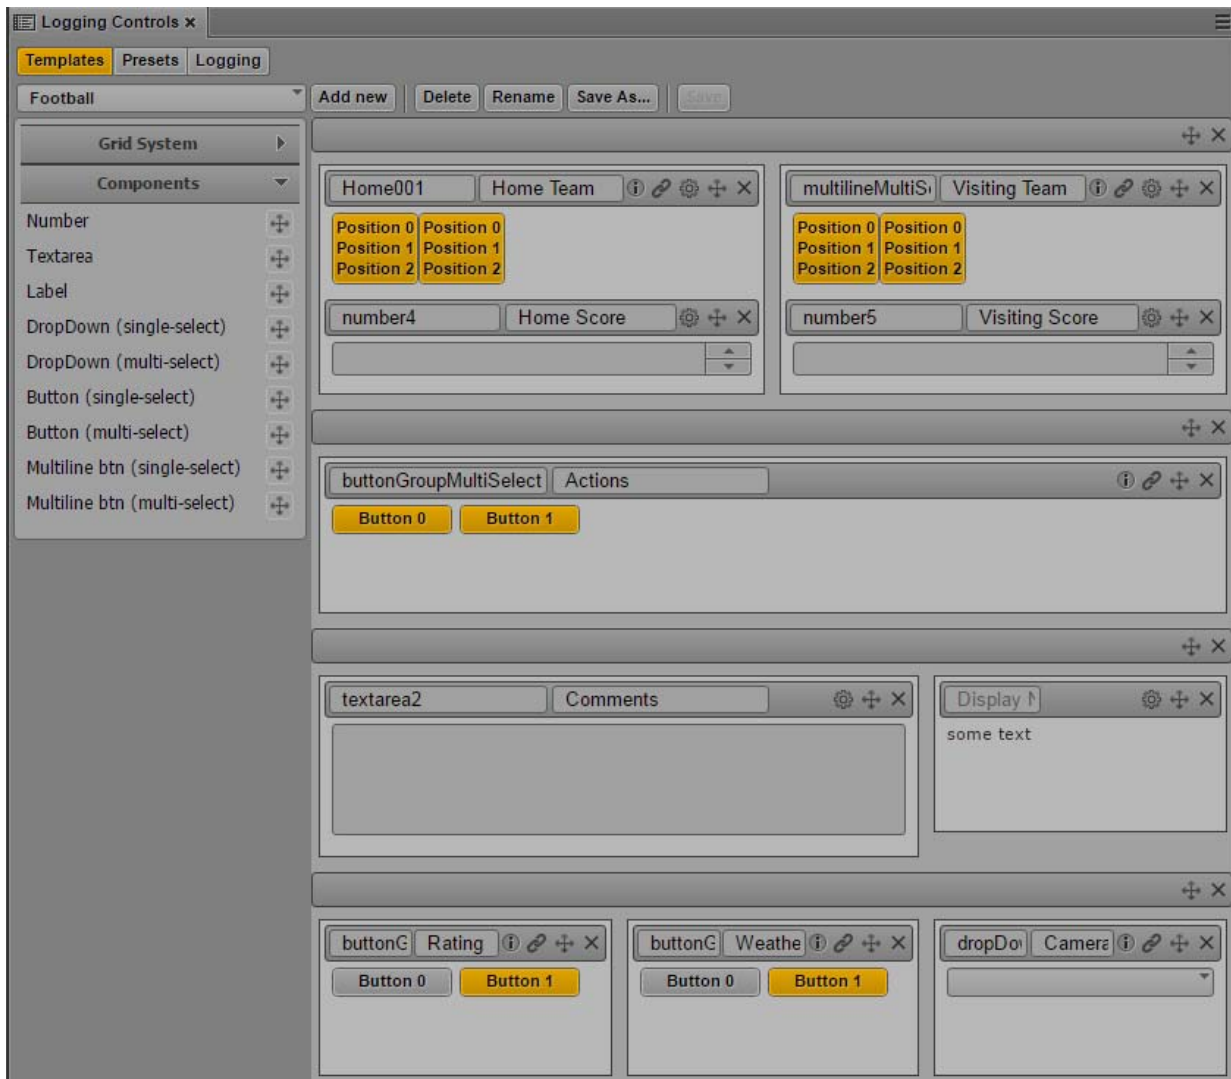 Logging Controls x
Templates Presets Logging
Football Add new Delete Rename Save As... Save
Grid System
Components
Number
Textarea
Label
DropDown (single-select)
DropDown (multi-select)
Button (single-select)
Button (multi-select)
Multiline btn (single-select)
Multiline btn (multi-select)
Home001 Home Team
Position 0 Position 0
Position 1 Position 1
Position 2 Position 2
number4 Home Score
multilineMultiS Visiting Team
Position 0 Position 0
Position 1 Position 1
Position 2 Position 2
number5 Visiting Score
buttonGroupMultiSelect Actions
Button 0 Button 1
textarea2 Comments
Display N
some text
buttonG Rating
Button 0 Button 1
buttonG Weathe
Button 0 Button 1
dropDo Camera